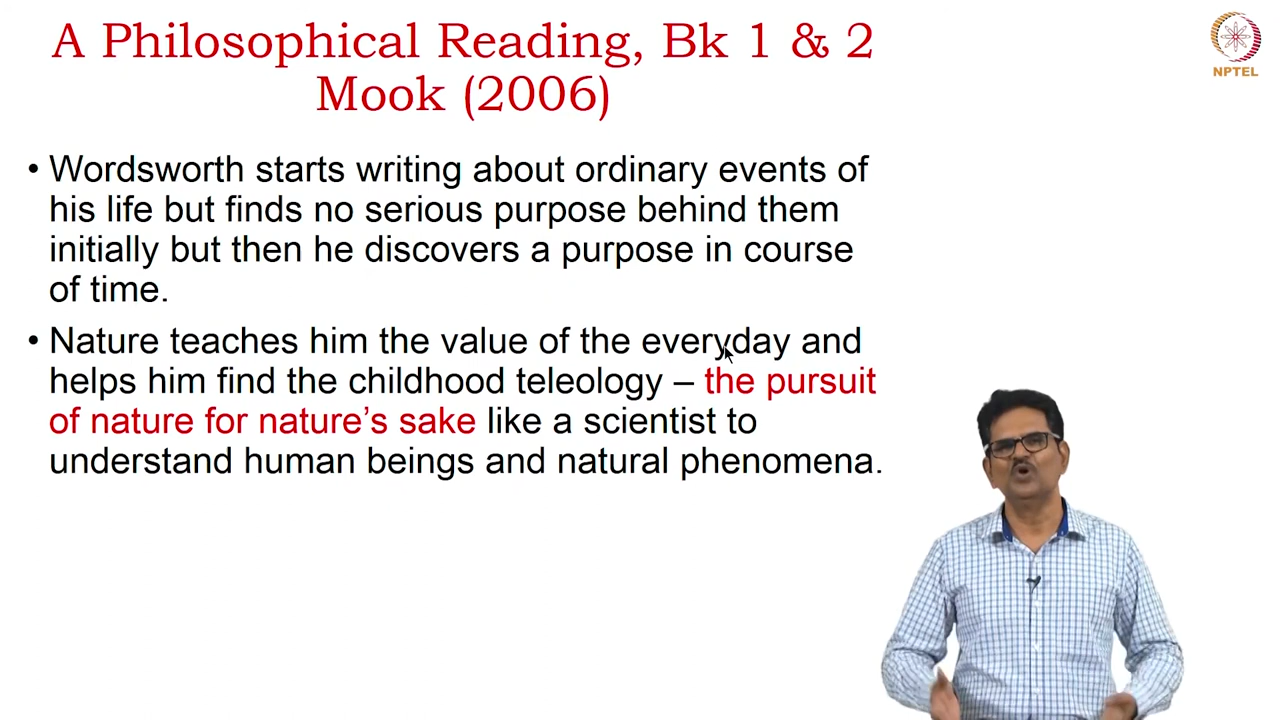 A Philosophical Reading, Bk 1 & 2
Mook (2006)
NPTEL
• Wordsworth starts writing about ordinary events of
his life but finds no serious purpose behind them
initially but then he discovers a purpose in course
of time.
• Nature teaches him the value of the everyday and
helps him find the childhood teleology – the pursuit
of nature for nature’s sake like a scientist to
understand human beings and natural phenomena.